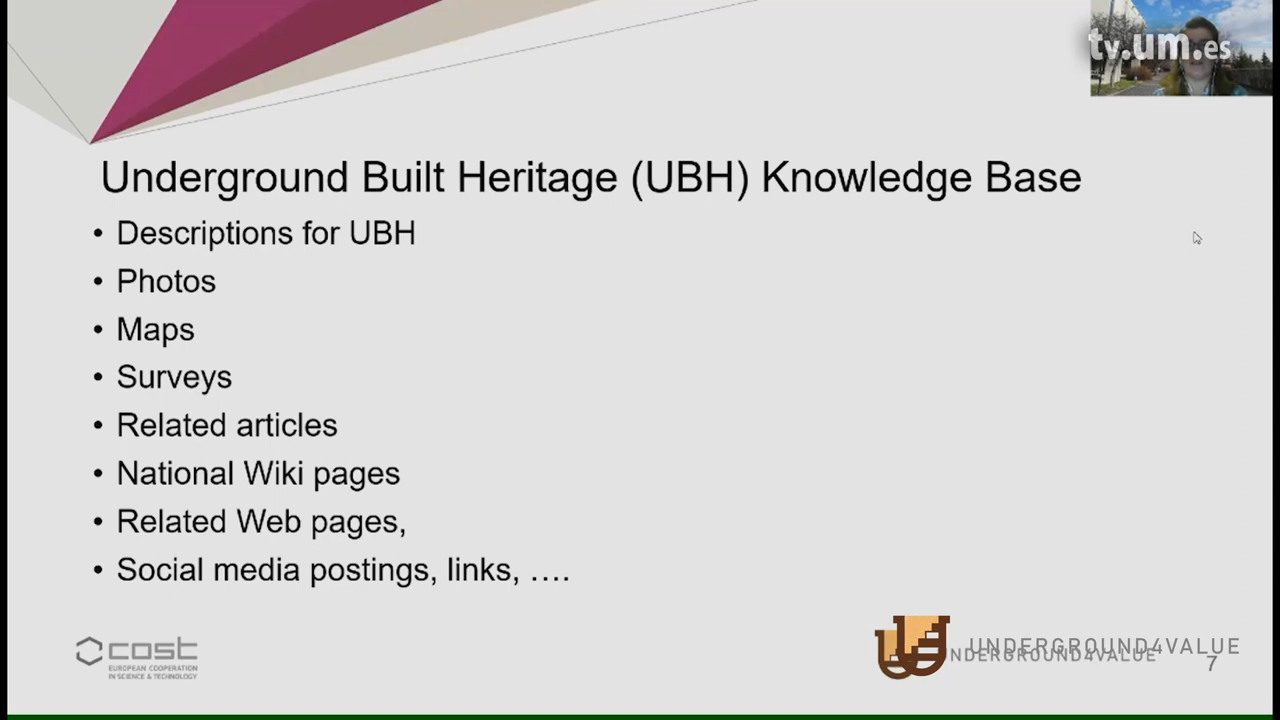 tv.um.es
Underground Built Heritage (UBH) Knowledge Base
• Descriptions for UBH
• Photos
• Maps
• Surveys
• Related articles
• National Wiki pages
• Related Web pages,
• Social media postings, links, ….
cost
EUROPEAN COOPERATION
IN SCIENCE & TECHNOLOGY
UNDERGROUND4VALUE
UNDERGROUND4VALUE
7